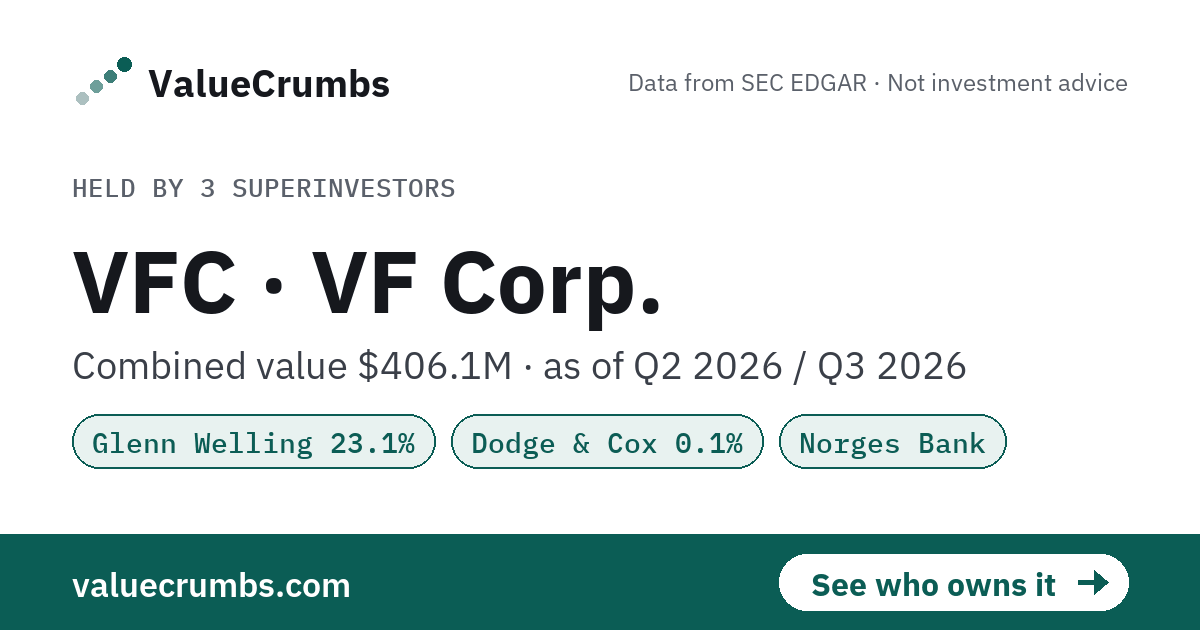 ValueCrumbs
Data from SEC EDGAR · Not investment advice
HELD BY 3 SUPERINVESTORS
VFC · VF Corp.
Combined value $406.1M · as of Q2 2026 / Q3 2026
Glenn Welling 23.1% Dodge & Cox 0.1% Norges Bank
valuecrumbs.com
See who owns it →